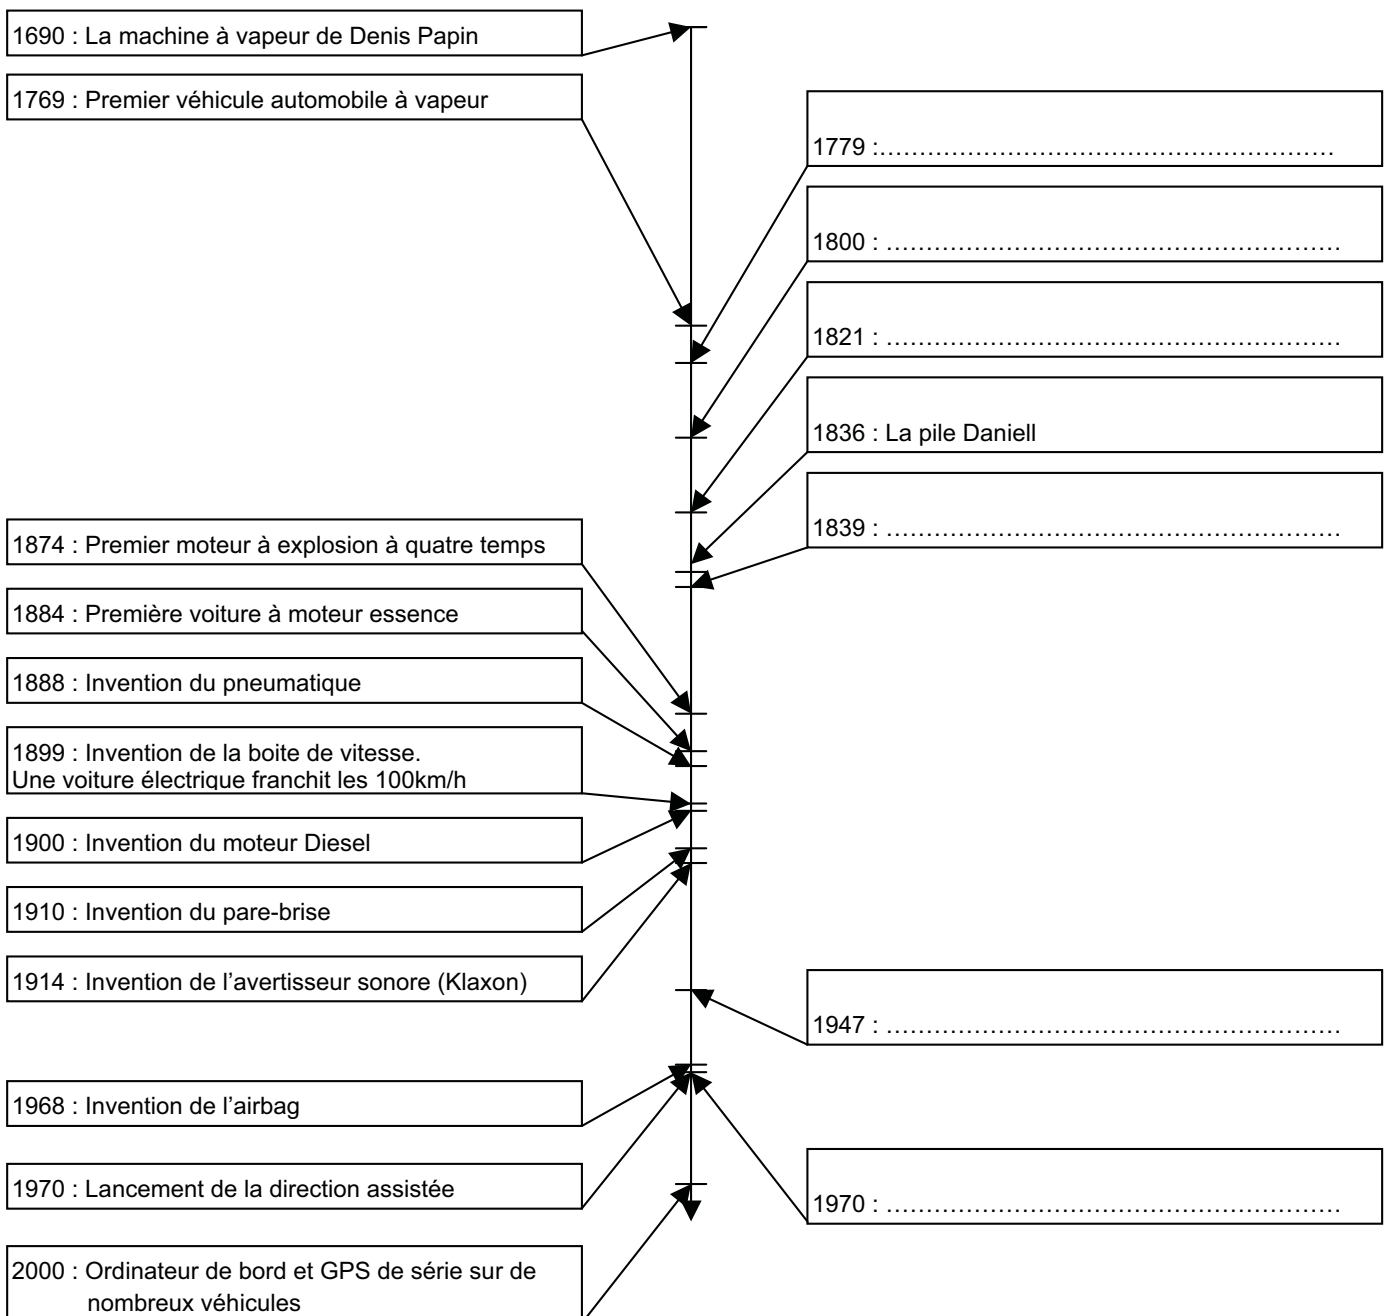 1690 : La machine à vapeur de Denis Papin
1769 : Premier véhicule automobile à vapeur
1779 :…………………………………………………
1800 : …………………………………………………
1821 : …………………………………………………
1836 : La pile Daniell
1839 : …………………………………………………
1874 : Premier moteur à explosion à quatre temps
1884 : Première voiture à moteur essence
1888 : Invention du pneumatique
1899 : Invention de la boite de vitesse.
Une voiture électrique franchit les 100km/h
1900 : Invention du moteur Diesel
1910 : Invention du pare-brise
1914 : Invention de l’avertisseur sonore (Klaxon)
1947 : …………………………………………………
1968 : Invention de l’airbag
1970 : Lancement de la direction assistée
1970 : …………………………………………………
2000 : Ordinateur de bord et GPS de série sur de
nombreux véhicules